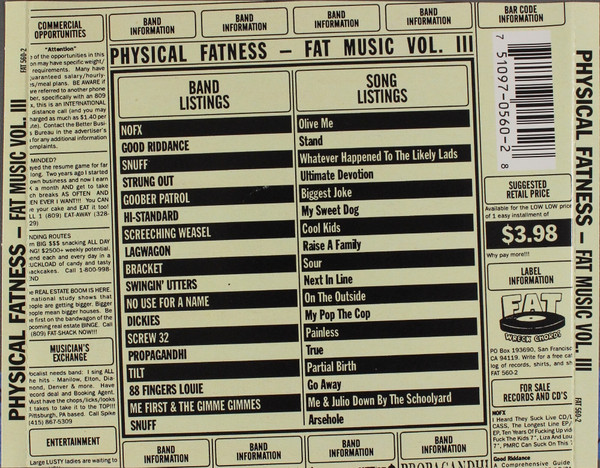 COMMERCIAL
OPPORTUNITIES
"Attention"
of the opportunities in this
on may have specific weight/
requirements. Many have
guaranteed salary/hourly-
s/meal plans. BE AWARE if
re referred to another phone
ber, specifically with an 809
x, this is an INTERNATIONAL
distance call (and you may
harged as much as $1.40 per
te). Contact the Better Busi-
s Bureau in the advertiser's
for any additional information
omplaints.
MINDED?
ayed the resume game for far
long. Two years ago I started
own business and now I earn
K a month AND get to take
ch breaks AS OFTEN AND
EN EVER I WANT!!! You CAN
e your cake and EAT it too!
LL 1 (809) EAT-AWAY (328-
29)
NDING ROUTES
rn BIG $$$ snacking ALL DAY
NG! $2500+ weekly potential.
end each and every day in a
UCKLOAD of candy and tasty
ackcakes. Call 1-800-998-
ND
e REAL ESTATE BOOM is HERE.
national study shows that
ople are getting bigger. Bigger
ople mean bigger houses. Be
e first on the bandwagon of the
pcoming real estate BINGE. Call
(809) FAT-SHACK NOW!!!
MUSICIAN'S
EXCHANGE
ocalist needs band: I sing ALL
he hits - Manilow, Elton, Dia-
mond, Denver & more. Have
record deal and Booking Agent.
Must have the chops/licks/looks
t takes to take it to the TOP!!!
Pittsburgh, PA based. Call Spike
(415) 867-5309
ENTERTAINMENT
Large LUSTY ladies are waiting to
FAT 560-2
PHYSICAL FATNESS – FAT MUSIC VOL. III
BAND
INFORMATION
BAND
INFORMATION
BAND
INFORMATION
BAND
INFORMATION
PHYSICAL FATNESS – FAT MUSIC VOL. III
BAND
LISTINGS
SONG
LISTINGS
NOFX
Olive Me
GOOD RIDDANCE
Stand
SNUFF
Whatever Happened To The Likely Lads
STRUNG OUT
Ultimate Devotion
GOOBER PATROL
Biggest Joke
HI-STANDARD
My Sweet Dog
SCREECHING WEASEL
Cool Kids
LAGWAGON
Raise A Family
BRACKET
Sour
SWINGIN' UTTERS
Next In Line
NO USE FOR A NAME
On The Outside
DICKIES
My Pop The Cop
SCREW 32
Painless
PROPAGANDHI
True
TILT
Partial Birth
88 FINGERS LOUIE
Go Away
ME FIRST & THE GIMME GIMMES
Me & Julio Down By The Schoolyard
SNUFF
Arsehole
BAND
INFORMATION
BAND
INFORMATION
BAND
INFORMATION
BAND
INFORMATION
BAR CODE
INFORMATION
7 51097-0560-2 8
SUGGESTED
RETAIL PRICE
Available for the LOW LOW price
of 1 easy installment of
$3.98
Why pay more!!!
LABEL
INFORMATION
FAT
WRECK CHORDS
PO Box 193690, San Francisc
CA 94119. Write for a free cat
log of records, shirts, and sh
FAT 560-2
FOR SALE
RECORDS AND CD'S
NOFX
I Heard They Suck Live CD/L
CASS, The Longest Line EP/
EP, Ten Years Of Fucking Up vid
Fuck The Kids 7", Liza And Lou
7", PMRC Can Suck On This
Good Riddance
A Comprehensive Guide
PHYSICAL FATNESS – FAT MUSIC VOL. III
FAT 560-2